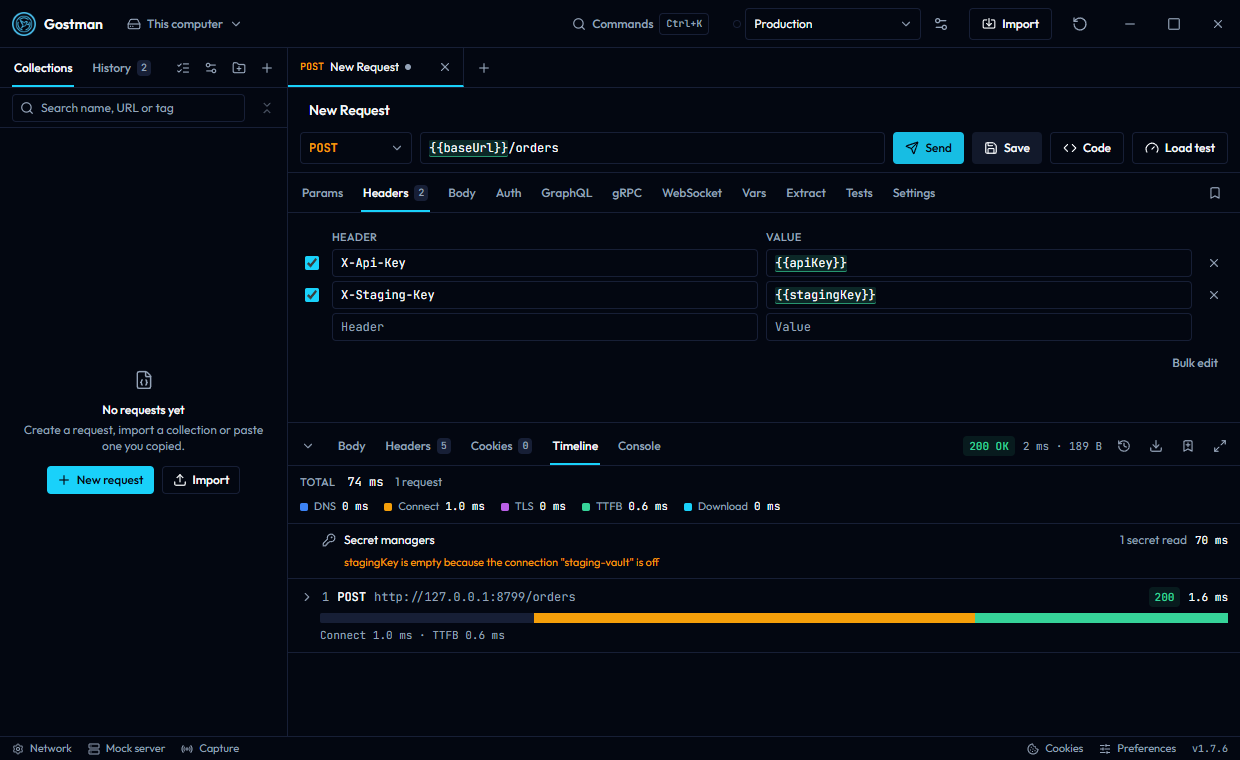 Gostman
This computer
Commands Ctrl+K
Production
Import
Collections
History 2
POST New Request
Search name, URL or tag
New Request
POST
{{baseUrl}}/orders
Send
Save
Code
Load test
Params Headers 2 Body Auth GraphQL gRPC WebSocket Vars Extract Tests Settings
HEADER VALUE
X-Api-Key {{apiKey}}
X-Staging-Key {{stagingKey}}
Header Value
Bulk edit
No requests yet
Create a request, import a collection or paste
one you copied.
New request
Import
Body Headers 5 Cookies 0 Timeline Console
200 OK 2 ms · 189 B
TOTAL 74 ms 1 request
DNS 0 ms Connect 1.0 ms TLS 0 ms TTFB 0.6 ms Download 0 ms
Secret managers 1 secret read 70 ms
stagingKey is empty because the connection "staging-vault" is off
1 POST http://127.0.0.1:8799/orders 200 1.6 ms
Connect 1.0 ms · TTFB 0.6 ms
Network Mock server Capture Cookies Preferences v1.7.6